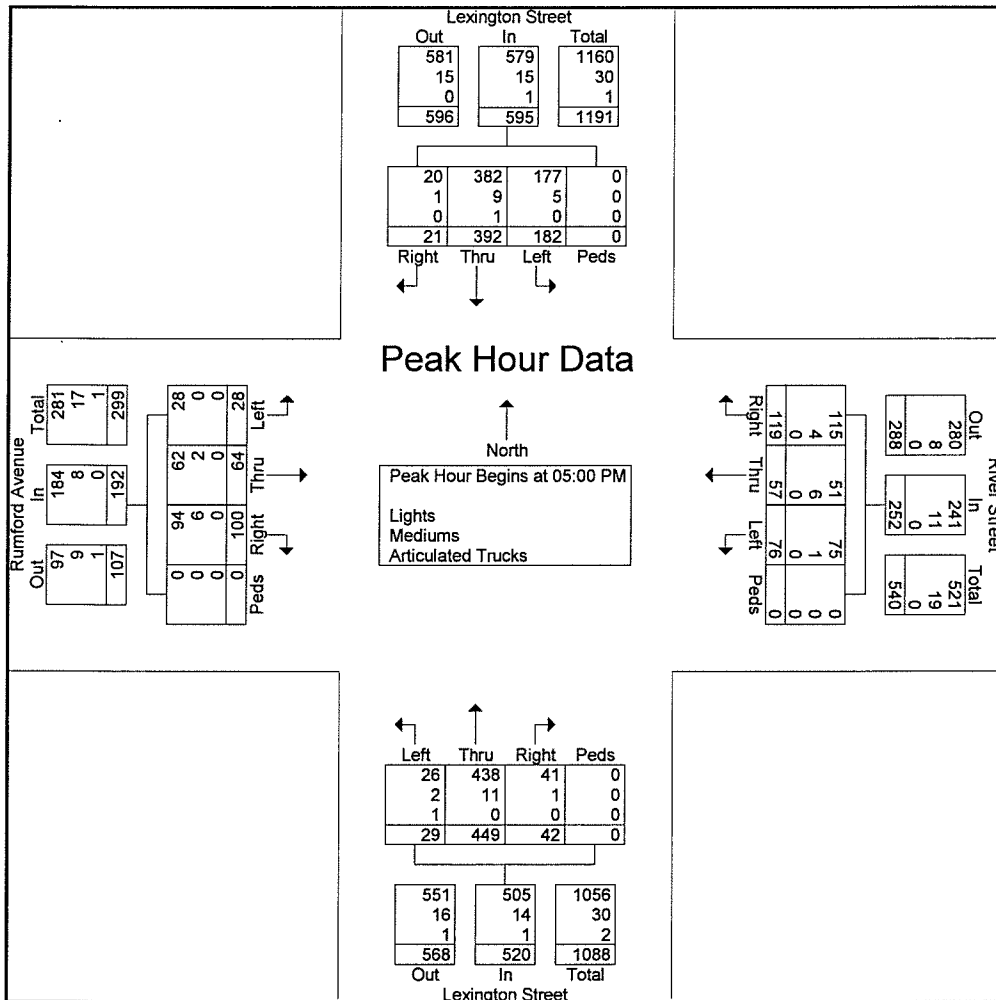 Lexington Street
Out In Total
581 579 1160
15 15 30
0 1 1
596 595 1191
20 382 177 0
1 9 5 0
0 1 0 0
21 392 182 0
Right Thru Left Peds
Peak Hour Data
North
Peak Hour Begins at 05:00 PM
Lights
Mediums
Articulated Trucks
Rumford Avenue
Out In Total
97 184 281
9 8 17
1 0 1
107 192 299
28 0 0 28 Left
62 2 0 64 Thru
94 6 0 100 Right
0 0 0 0 Peds
River Street
Out In Total
280 241 521
8 11 19
0 0 0
288 252 540
Right 119 0 4 115
Thru 57 0 6 51
Left 76 0 1 75
Peds 0 0 0 0
Left Thru Right Peds
26 438 41 0
2 11 1 0
1 0 0 0
29 449 42 0
551 505 1056
16 14 30
1 1 2
568 520 1088
Out In Total
Lexington Street